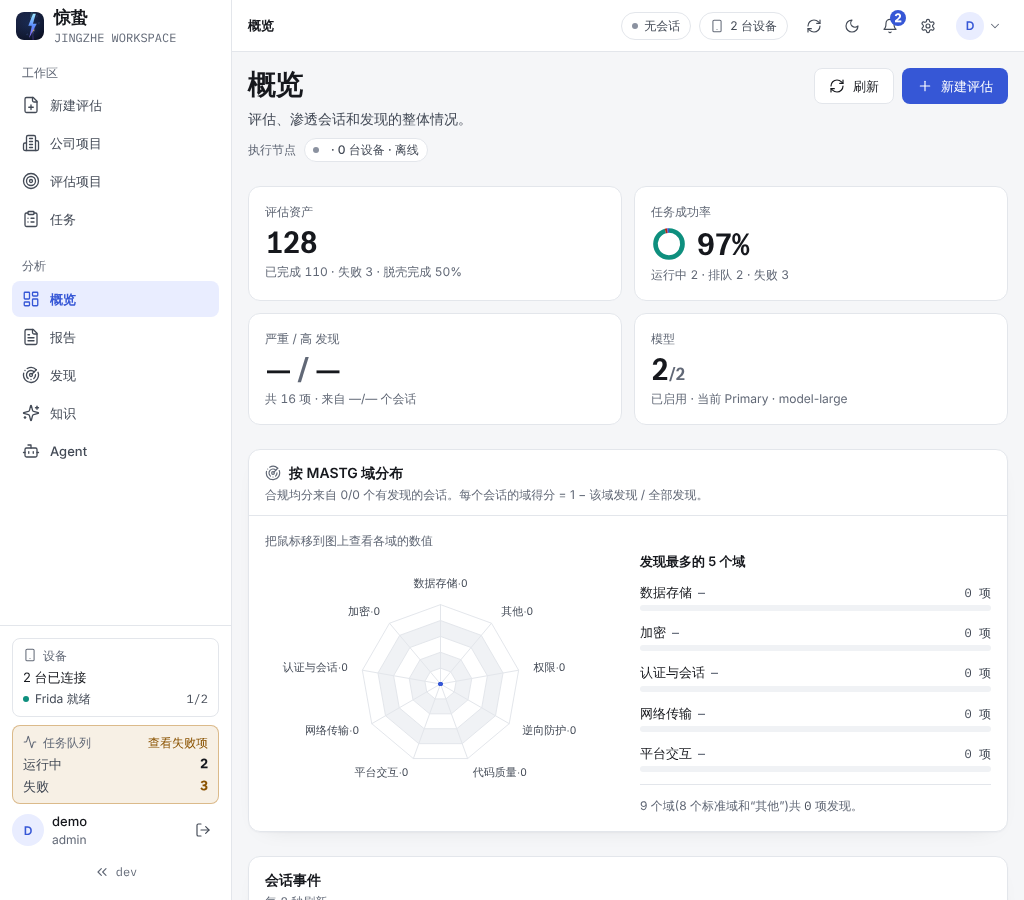 惊蛰
JINGZHE WORKSPACE
工作区
新建评估
公司项目
评估项目
任务
分析
概览
报告
发现
知识
Agent
设备
2 台已连接
Frida 就绪 1/2
任务队列 查看失败项
运行中 2
失败 3
D demo
admin
dev
概览
无会话
2 台设备
2
D
概览
刷新
新建评估
评估、渗透会话和发现的整体情况。
执行节点 · 0 台设备 · 离线
评估资产
128
已完成 110 · 失败 3 · 脱壳完成 50%
任务成功率
97%
运行中 2 · 排队 2 · 失败 3
严重 / 高 发现
— / —
共 16 项 · 来自 —/— 个会话
模型
2/2
已启用 · 当前 Primary · model-large
按 MASTG 域分布
合规均分来自 0/0 个有发现的会话。每个会话的域得分 = 1 − 该域发现 / 全部发现。
把鼠标移到图上查看各域的数值
数据存储·0
加密·0 其他·0
认证与会话·0 权限·0
网络传输·0 逆向防护·0
平台交互·0 代码质量·0
发现最多的 5 个域
数据存储 – 0 项
加密 – 0 项
认证与会话 – 0 项
网络传输 – 0 项
平台交互 – 0 项
9 个域(8 个标准域和“其他”)共 0 项发现。
会话事件